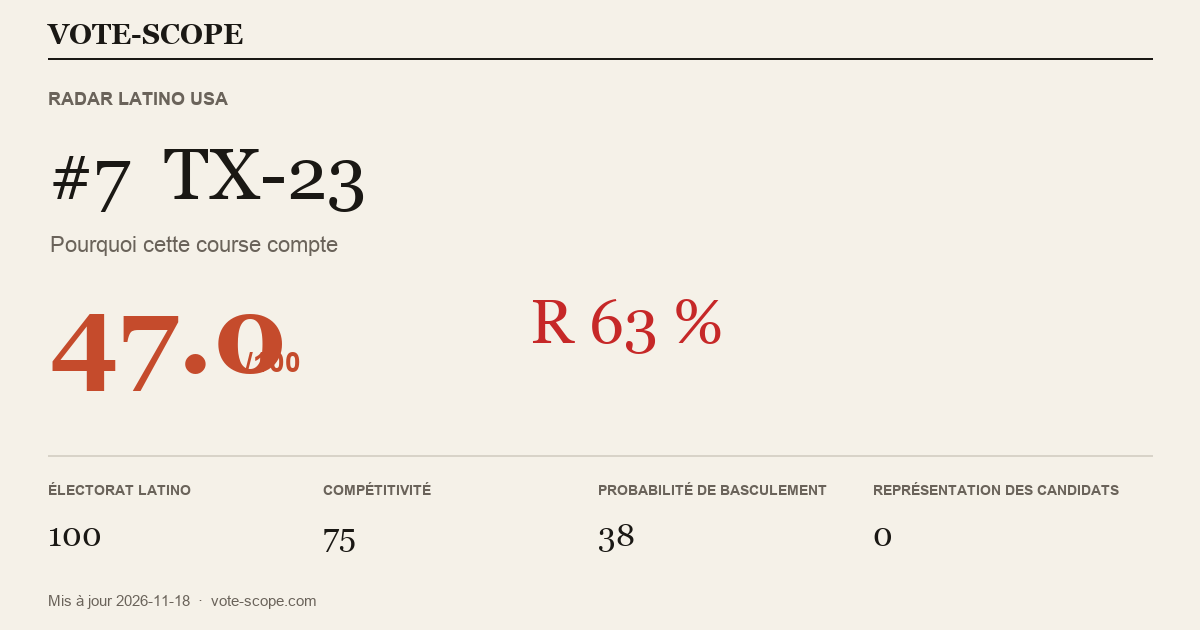 VOTE-SCOPE
RADAR LATINO USA
#7 TX-23
Pourquoi cette course compte
47.0/100
R 63 %
ÉLECTORAT LATINO
COMPÉTITIVITÉ
PROBABILITÉ DE BASCULEMENT
REPRÉSENTATION DES CANDIDATS
100
75
38
0
Mis à jour 2026-11-18 · vote-scope.com